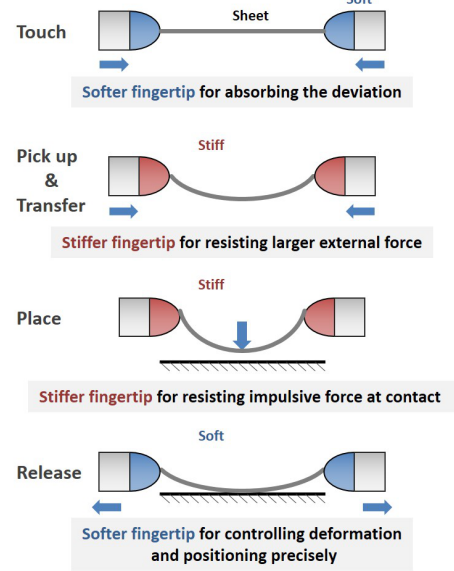 Soft
Touch
Sheet
Softer fingertip for absorbing the deviation
Pick up
&
Transfer
Stiff
Stiffer fingertip for resisting larger external force
Stiff
Place
Stiffer fingertip for resisting impulsive force at contact
Soft
Release
Softer fingertip for controlling deformation
and positioning precisely